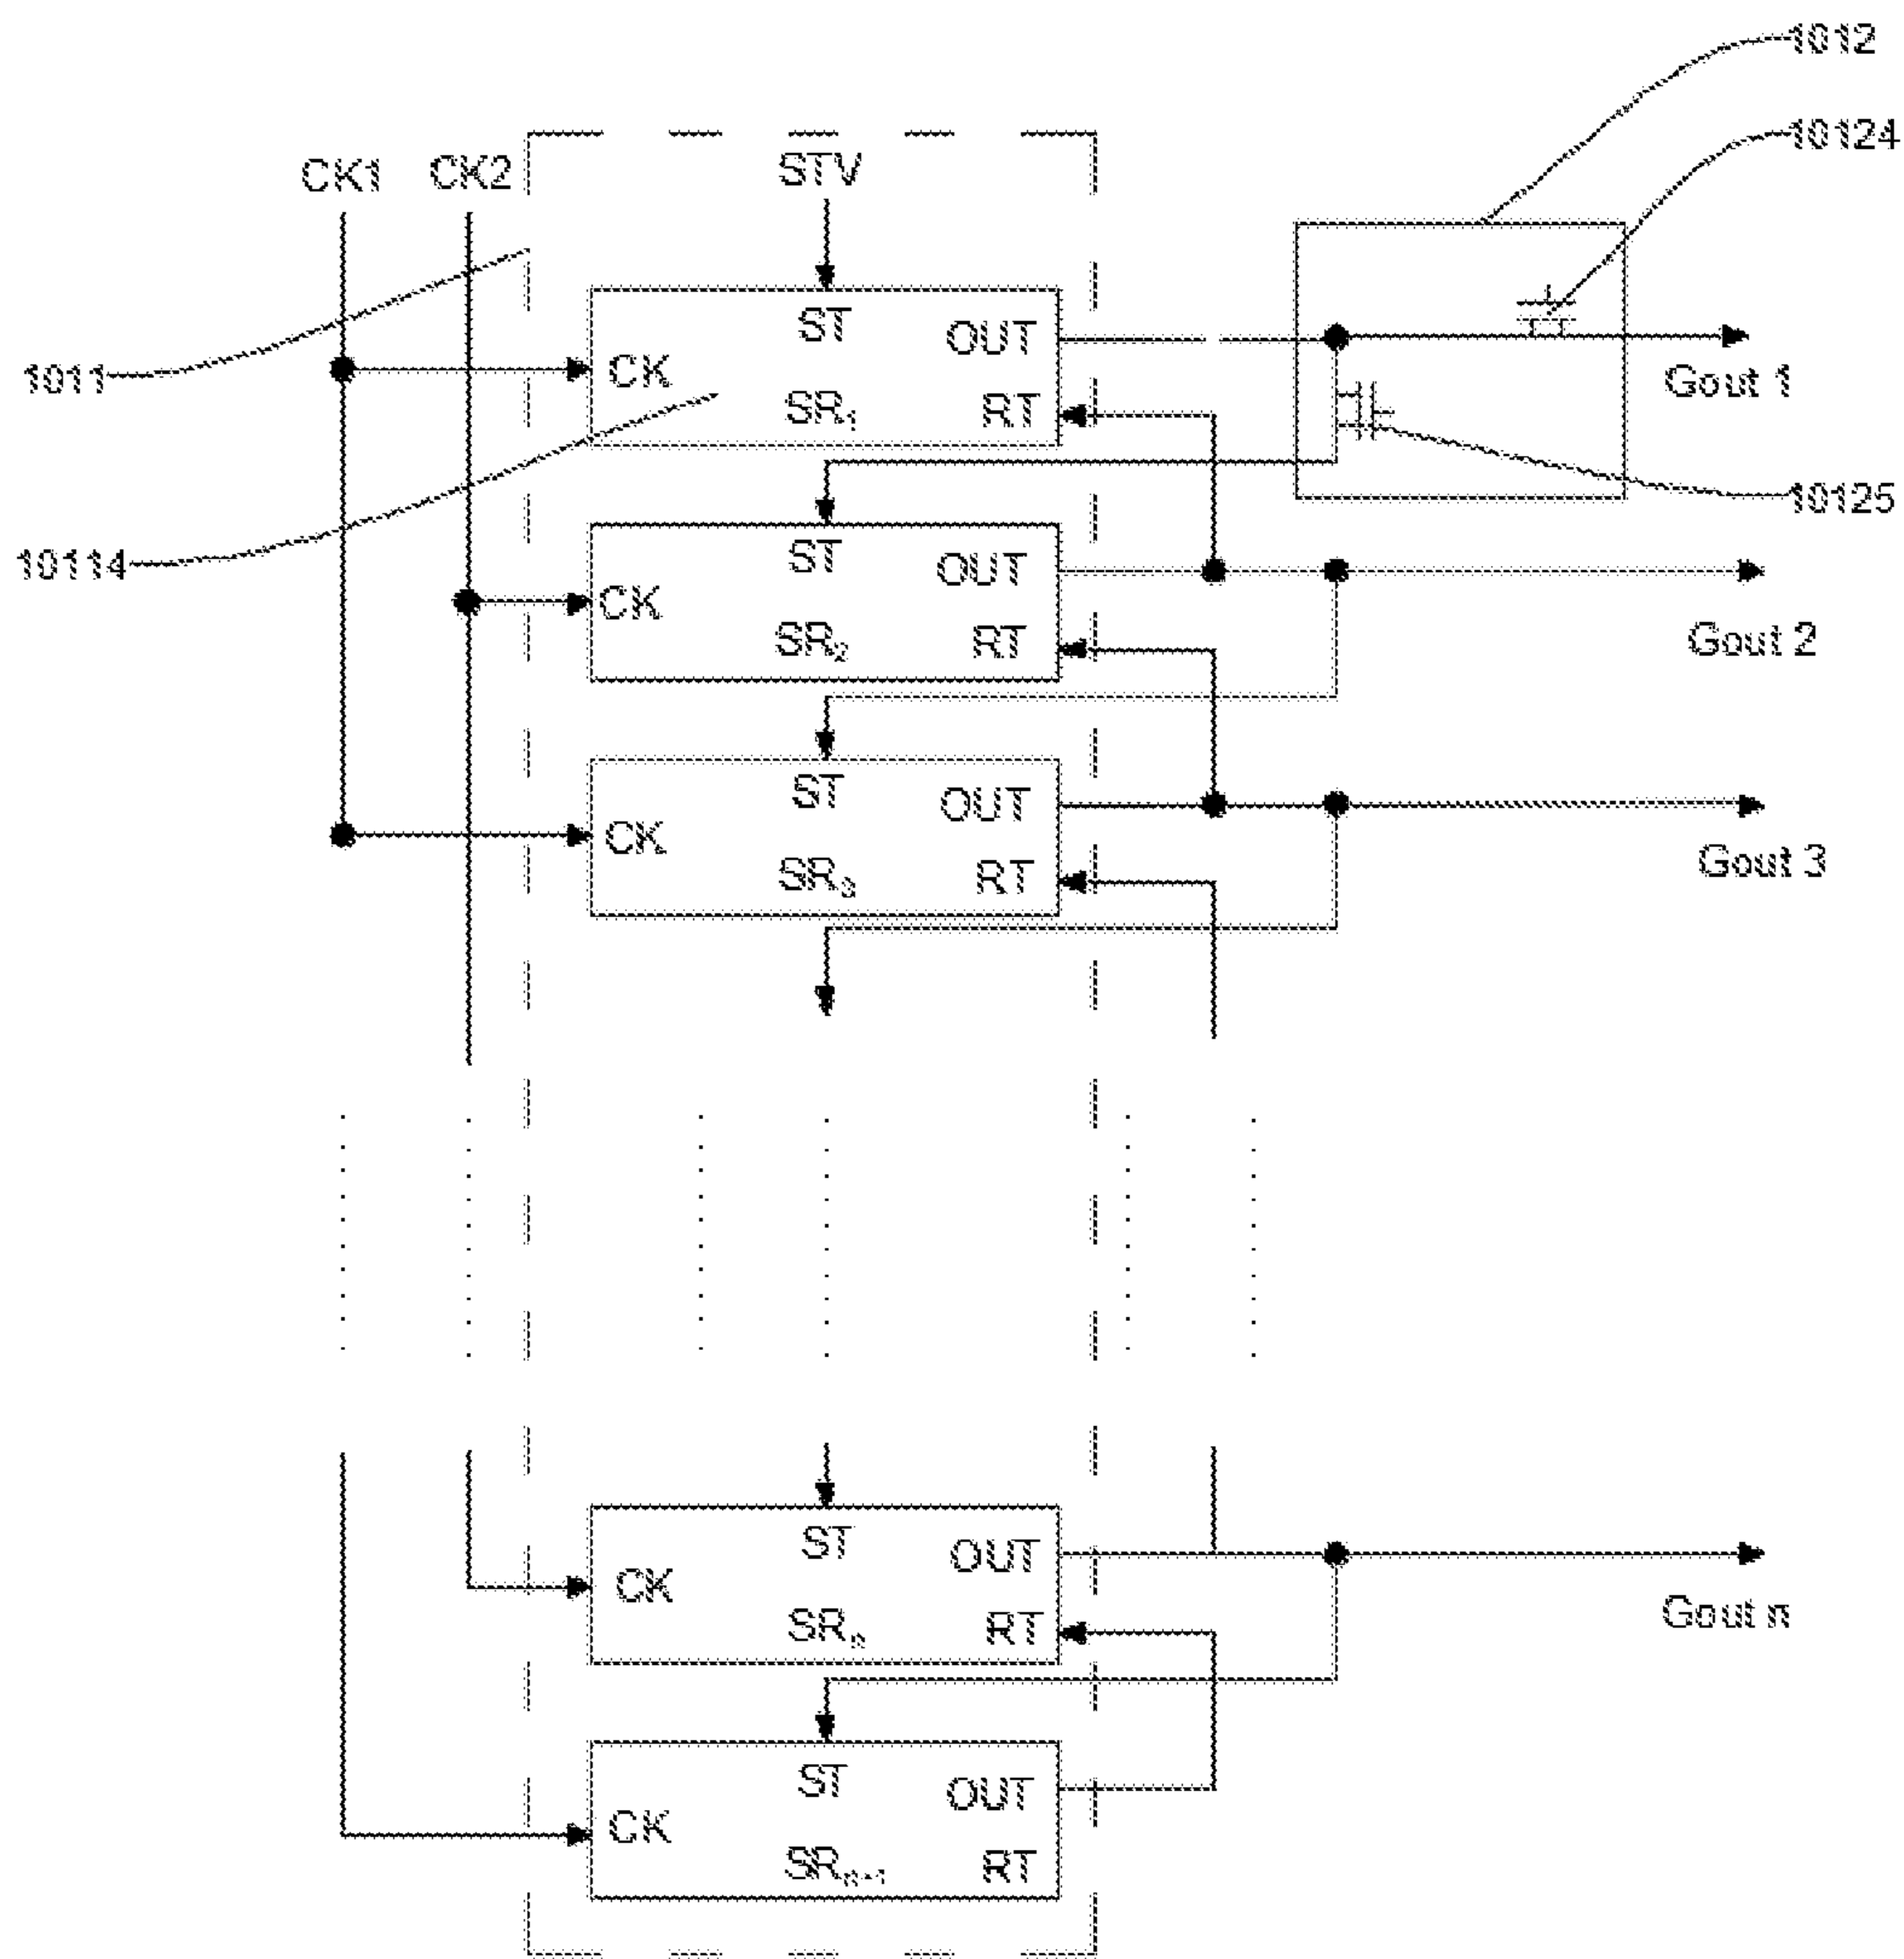 1012
10124
CK1 CK2 STV
ST
OUT
CK
SR₁
RT
Gout 1
1011
10125
10114
ST
OUT
CK
SR₂
RT
Gout 2
ST
OUT
CK
SR₃
RT
Gout 3
ST
OUT
CK
SRₙ
RT
Gout n
ST
OUT
CK
SRₙ₊₁
RT